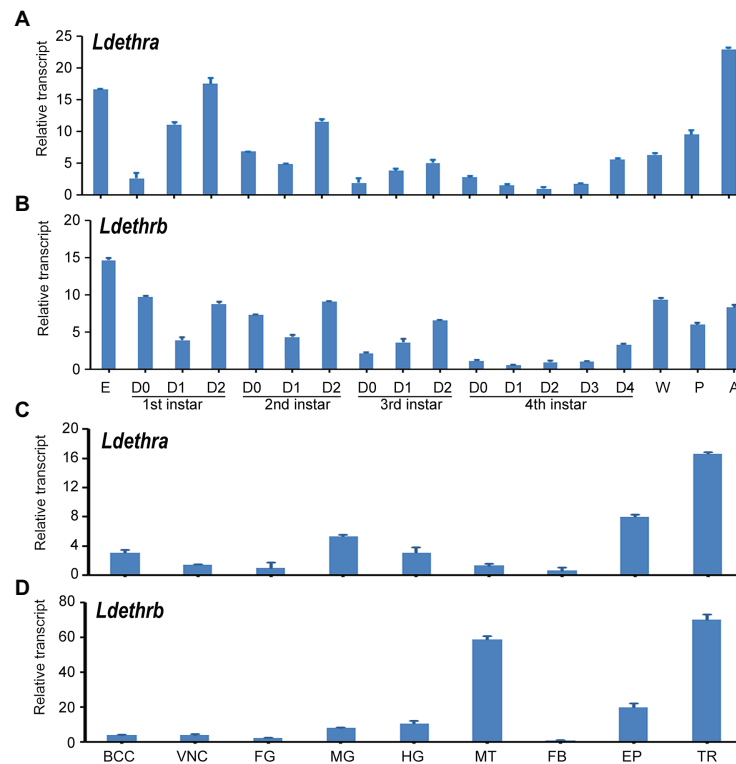 A
Ldethra
Relative transcript
25
20
15
10
5
0
B
Ldethrb
Relative transcript
20
15
10
5
0
E D0 D1 D2 D0 D1 D2 D0 D1 D2 D0 D1 D2 D3 D4 W P A
1st instar 2nd instar 3rd instar 4th instar
C
Ldethra
Relative transcript
20
16
12
8
4
0
D
Ldethrb
Relative transcript
80
60
40
20
0
BCC VNC FG MG HG MT FB EP TR